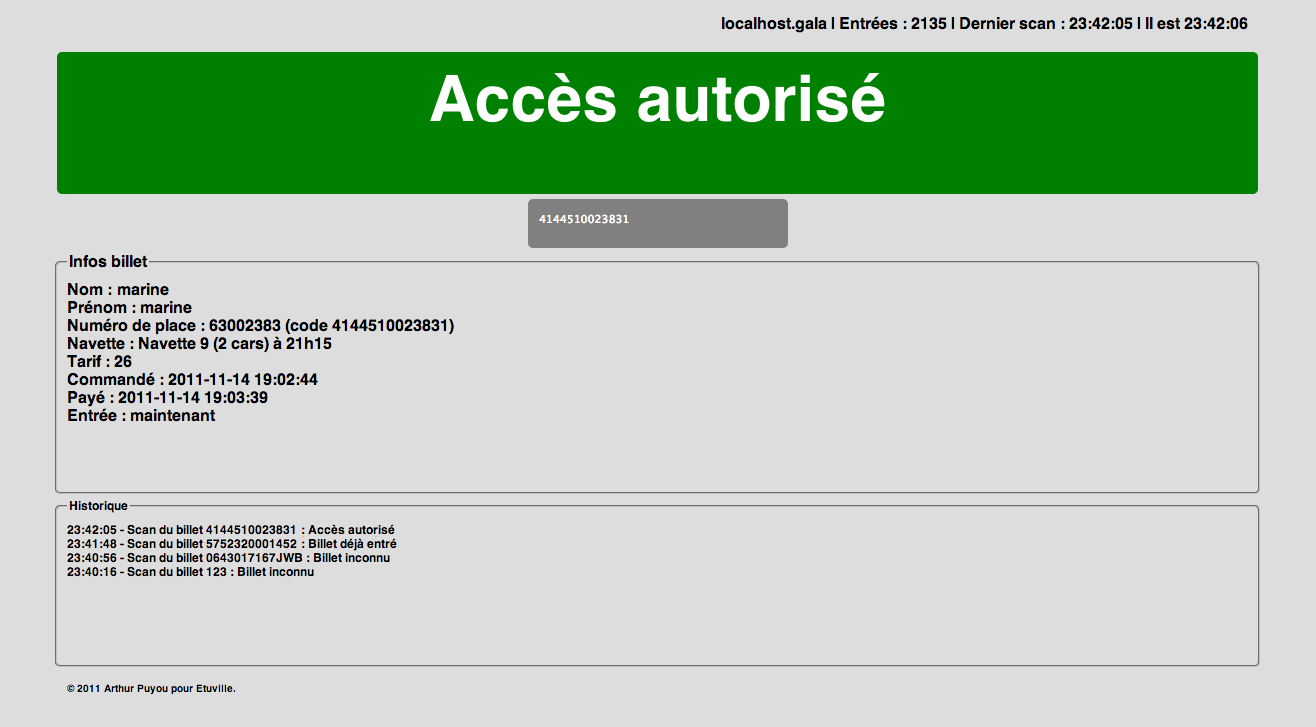 localhost.gala | Entrées : 2135 | Dernier scan : 23:42:05 | Il est 23:42:06
Accès autorisé
4144510023831
Infos billet
Nom : marine
Prénom : marine
Numéro de place : 63002383 (code 4144510023831)
Navette : Navette 9 (2 cars) à 21h15
Tarif : 26
Commandé : 2011-11-14 19:02:44
Payé : 2011-11-14 19:03:39
Entrée : maintenant
Historique
23:42:05 - Scan du billet 4144510023831 : Accès autorisé
23:41:48 - Scan du billet 5752320001452 : Billet déjà entré
23:40:56 - Scan du billet 0643017167JWB : Billet inconnu
23:40:16 - Scan du billet 123 : Billet inconnu
© 2011 Arthur Puyou pour Etuville.